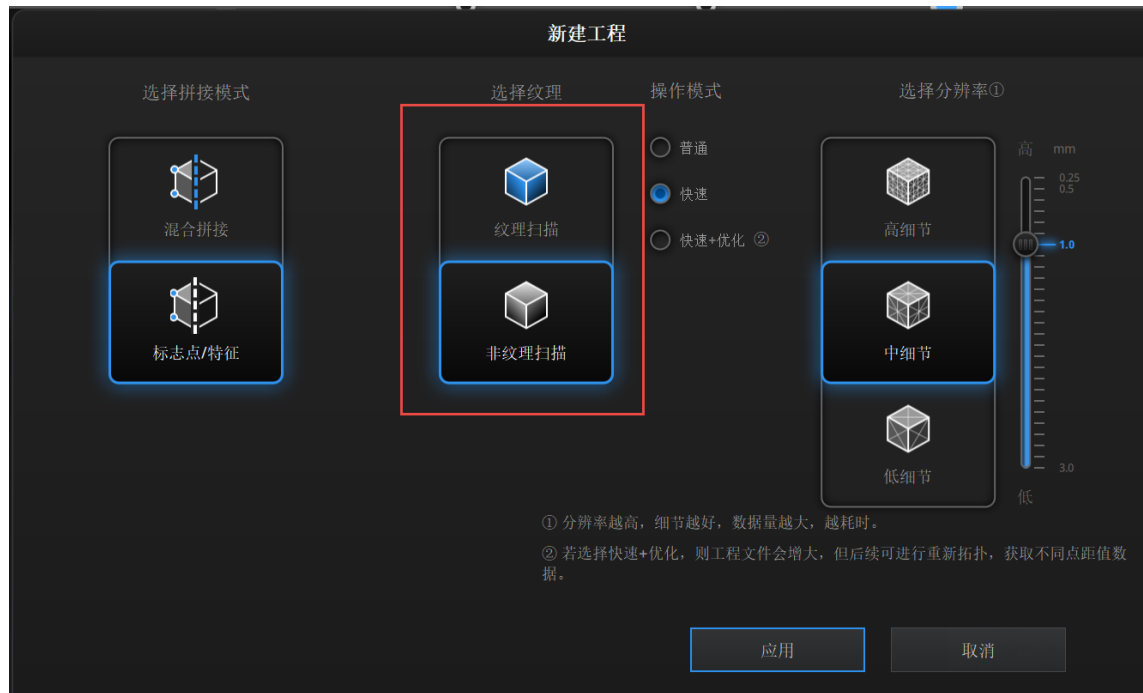 新建工程
选择拼接模式
选择纹理
操作模式
选择分辨率①
混合拼接
标志点/特征
纹理扫描
非纹理扫描
普通
快速
快速+优化 ②
高细节
中细节
低细节
高 mm
0.25
0.5
1.0
3.0
低
① 分辨率越高，细节越好，数据量越大，越耗时。
② 若选择快速+优化，则工程文件会增大，但后续可进行重新拓扑，获取不同点距值数
据。
应用
取消